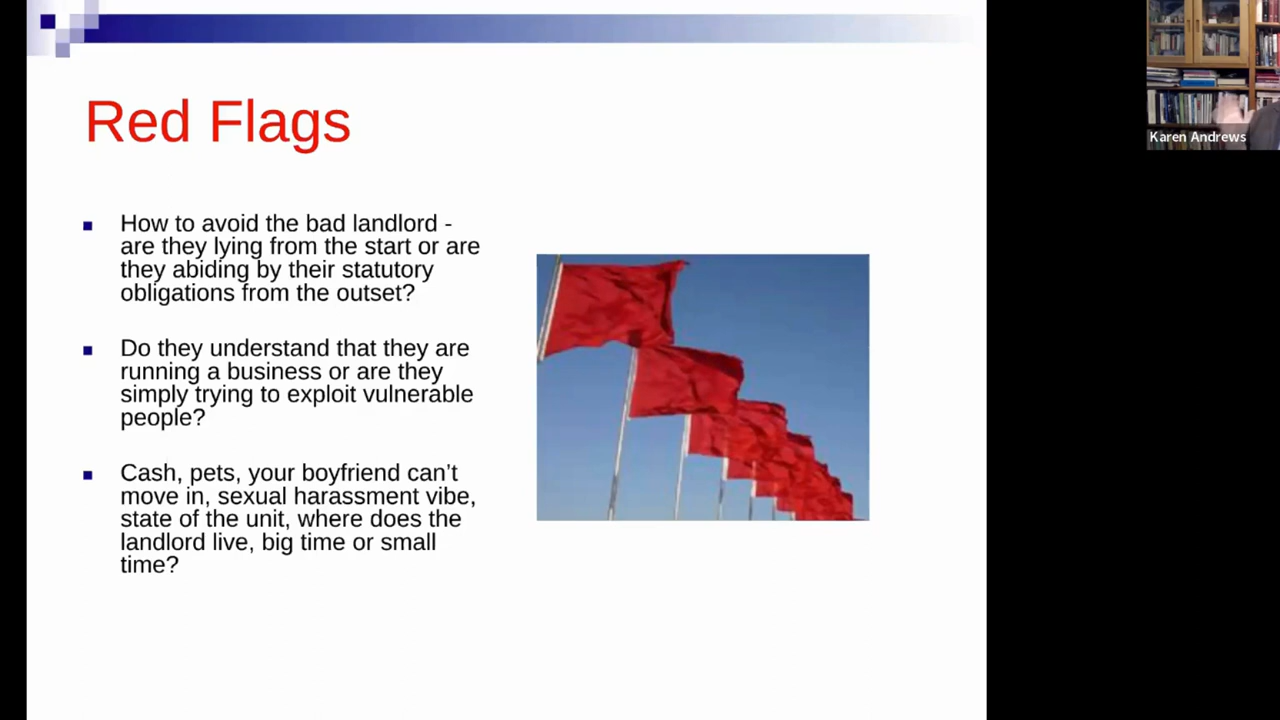 Red Flags
How to avoid the bad landlord -
are they lying from the start or are
they abiding by their statutory
obligations from the outset?
Do they understand that they are
running a business or are they
simply trying to exploit vulnerable
people?
Cash, pets, your boyfriend can't
move in, sexual harassment vibe,
state of the unit, where does the
landlord live, big time or small
time?
Karen Andrews